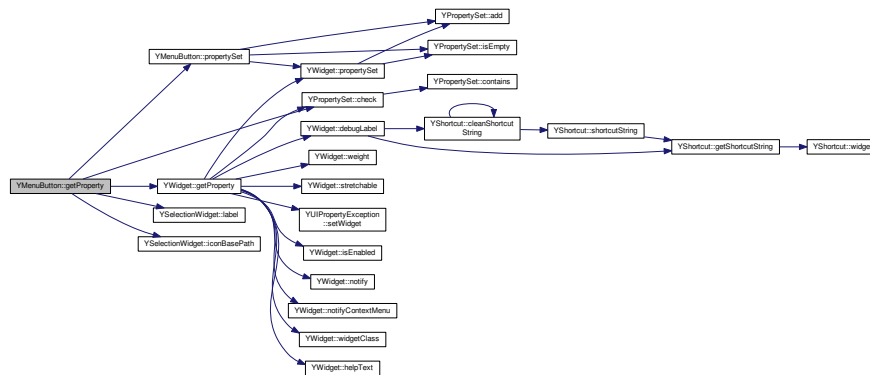 YPropertySet::add
YMenuButton::propertySet
YPropertySet::isEmpty
YWidget::propertySet
YPropertySet::contains
YPropertySet::check
YWidget::debugLabel
YShortcut::cleanShortcut
String
YShortcut::shortcutString
YShortcut::getShortcutString
YShortcut::widget
YWidget::weight
YMenuButton::getProperty
YWidget::getProperty
YWidget::stretchable
YSelectionWidget::label
YUIPropertyException
::setWidget
YSelectionWidget::iconBasePath
YWidget::isEnabled
YWidget::notify
YWidget::notifyContextMenu
YWidget::widgetClass
YWidget::helpText